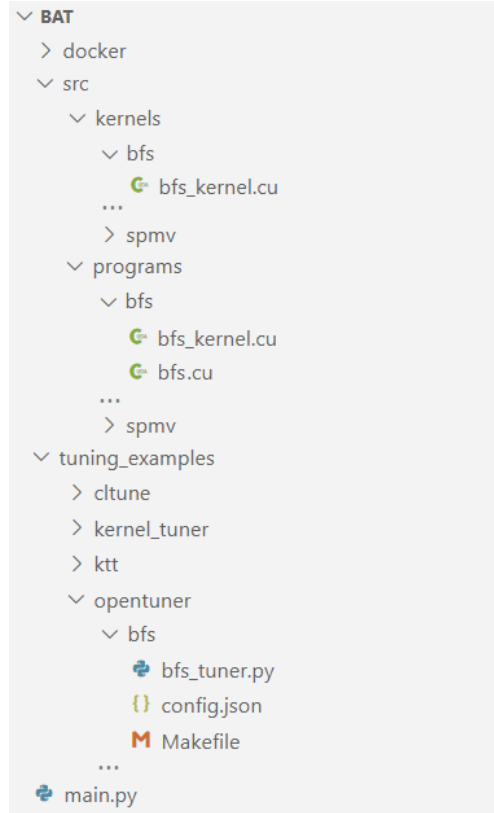 BAT
docker
src
kernels
bfs
bfs_kernel.cu
...
spmv
programs
bfs
bfs_kernel.cu
bfs.cu
...
spmv
tuning_examples
cltune
kernel_tuner
ktt
opentuner
bfs
bfs_tuner.py
{} config.json
M Makefile
...
main.py